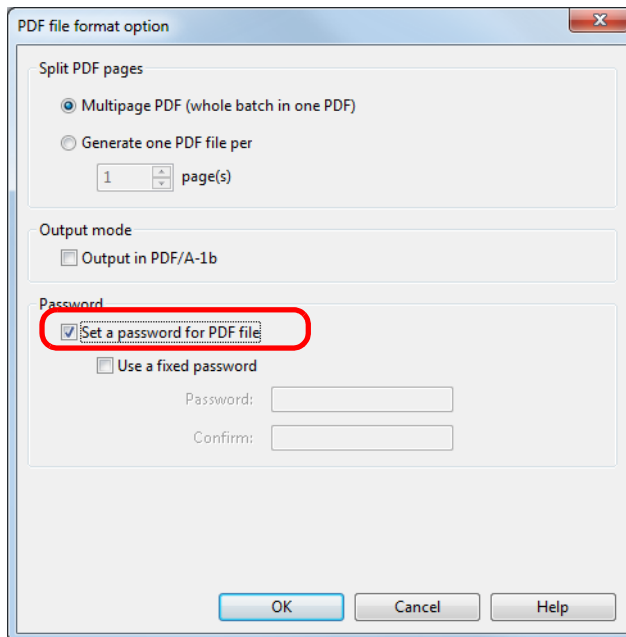 PDF file format option
Split PDF pages
Multipage PDF (whole batch in one PDF)
Generate one PDF file per
1 page(s)
Output mode
Output in PDF/A-1b
Password
Set a password for PDF file
Use a fixed password
Password:
Confirm:
OK Cancel Help